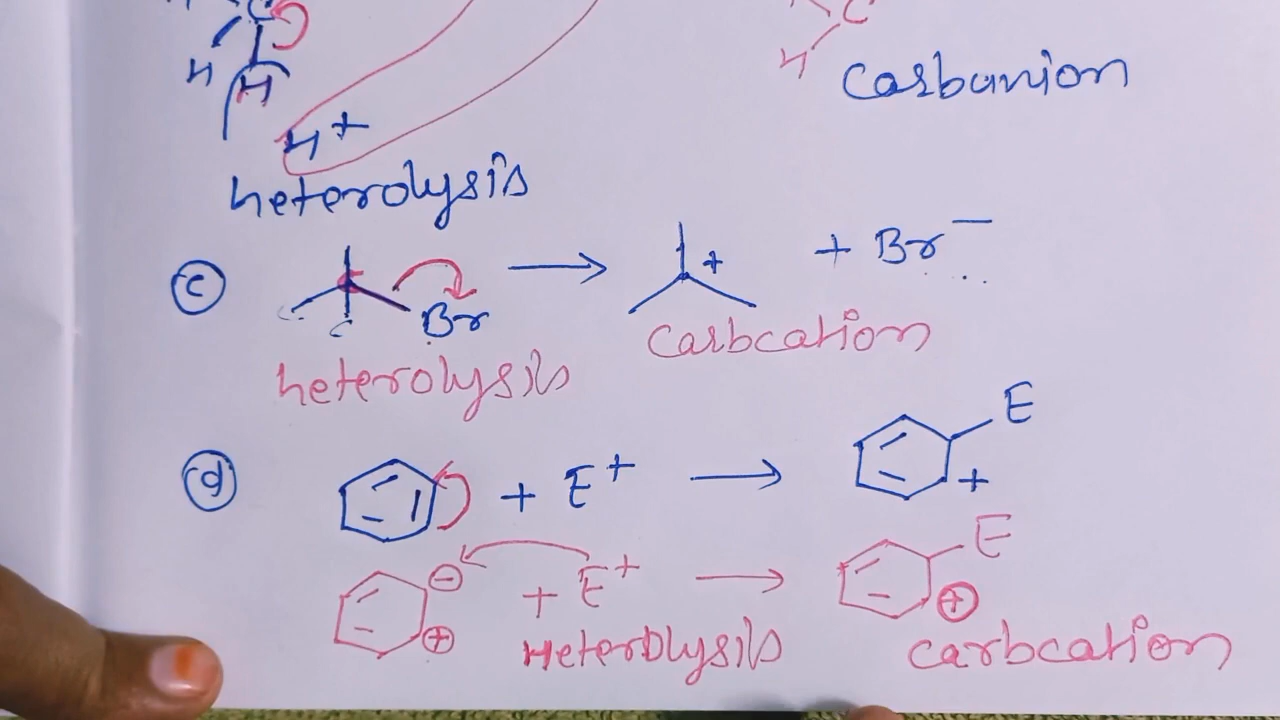 C
H
H
H+
H
C
Carbanion
heterolysis
c
C
C
Br
→
+
+ Br⁻
heterolysis
Carbcation
d
+ E+
→
E
+
⊖
⊕
+ E+
→
E
⊕
Heterolysis
Carbcation